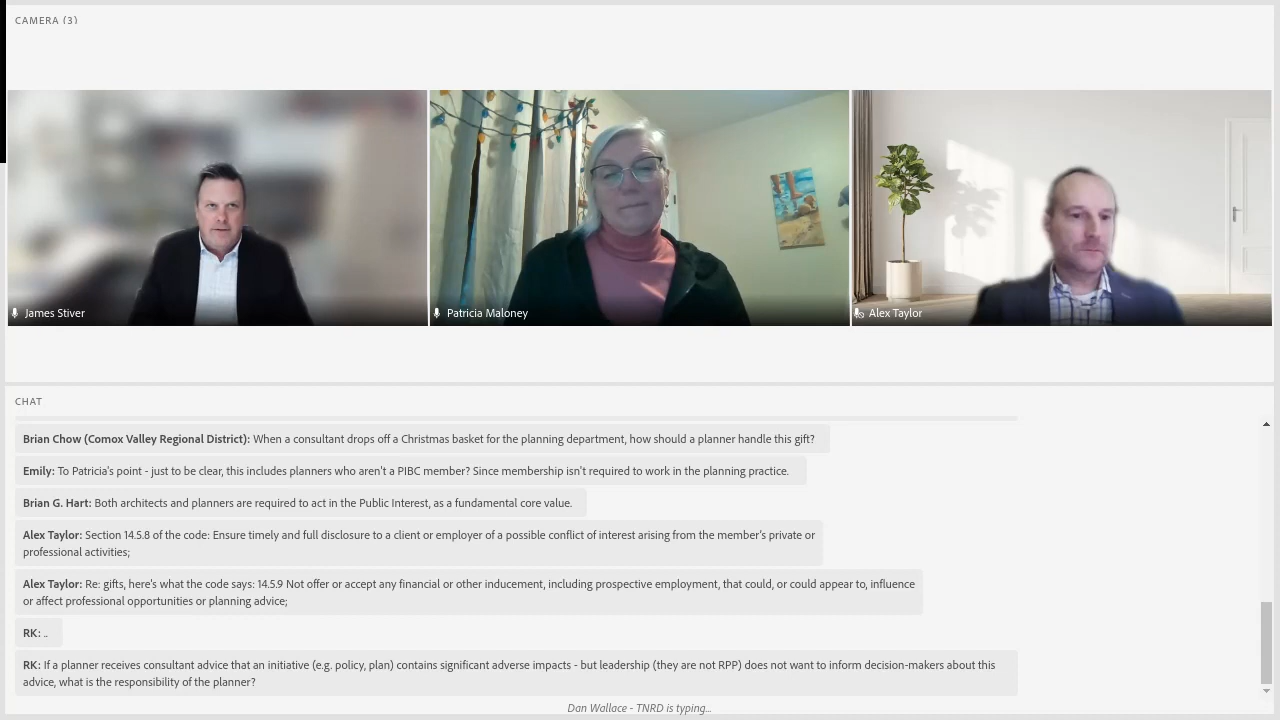 CAMERA (3)
James Stiver
Patricia Maloney
Alex Taylor
CHAT
Brian Chow (Comox Valley Regional District): When a consultant drops off a Christmas basket for the planning department, how should a planner handle this gift?
Emily: To Patricia's point - just to be clear, this includes planners who aren't a PIBC member? Since membership isn't required to work in the planning practice.
Brian G. Hart: Both architects and planners are required to act in the Public Interest, as a fundamental core value.
Alex Taylor: Section 14.5.8 of the code: Ensure timely and full disclosure to a client or employer of a possible conflict of interest arising from the member's private or
professional activities;
Alex Taylor: Re: gifts, here's what the code says: 14.5.9 Not offer or accept any financial or other inducement, including prospective employment, that could, or could appear to, influence
or affect professional opportunities or planning advice;
RK: ..
RK: If a planner receives consultant advice that an initiative (e.g. policy, plan) contains significant adverse impacts - but leadership (they are not RPP) does not want to inform decision-makers about this
advice, what is the responsibility of the planner?
Dan Wallace - TNRD is typing...